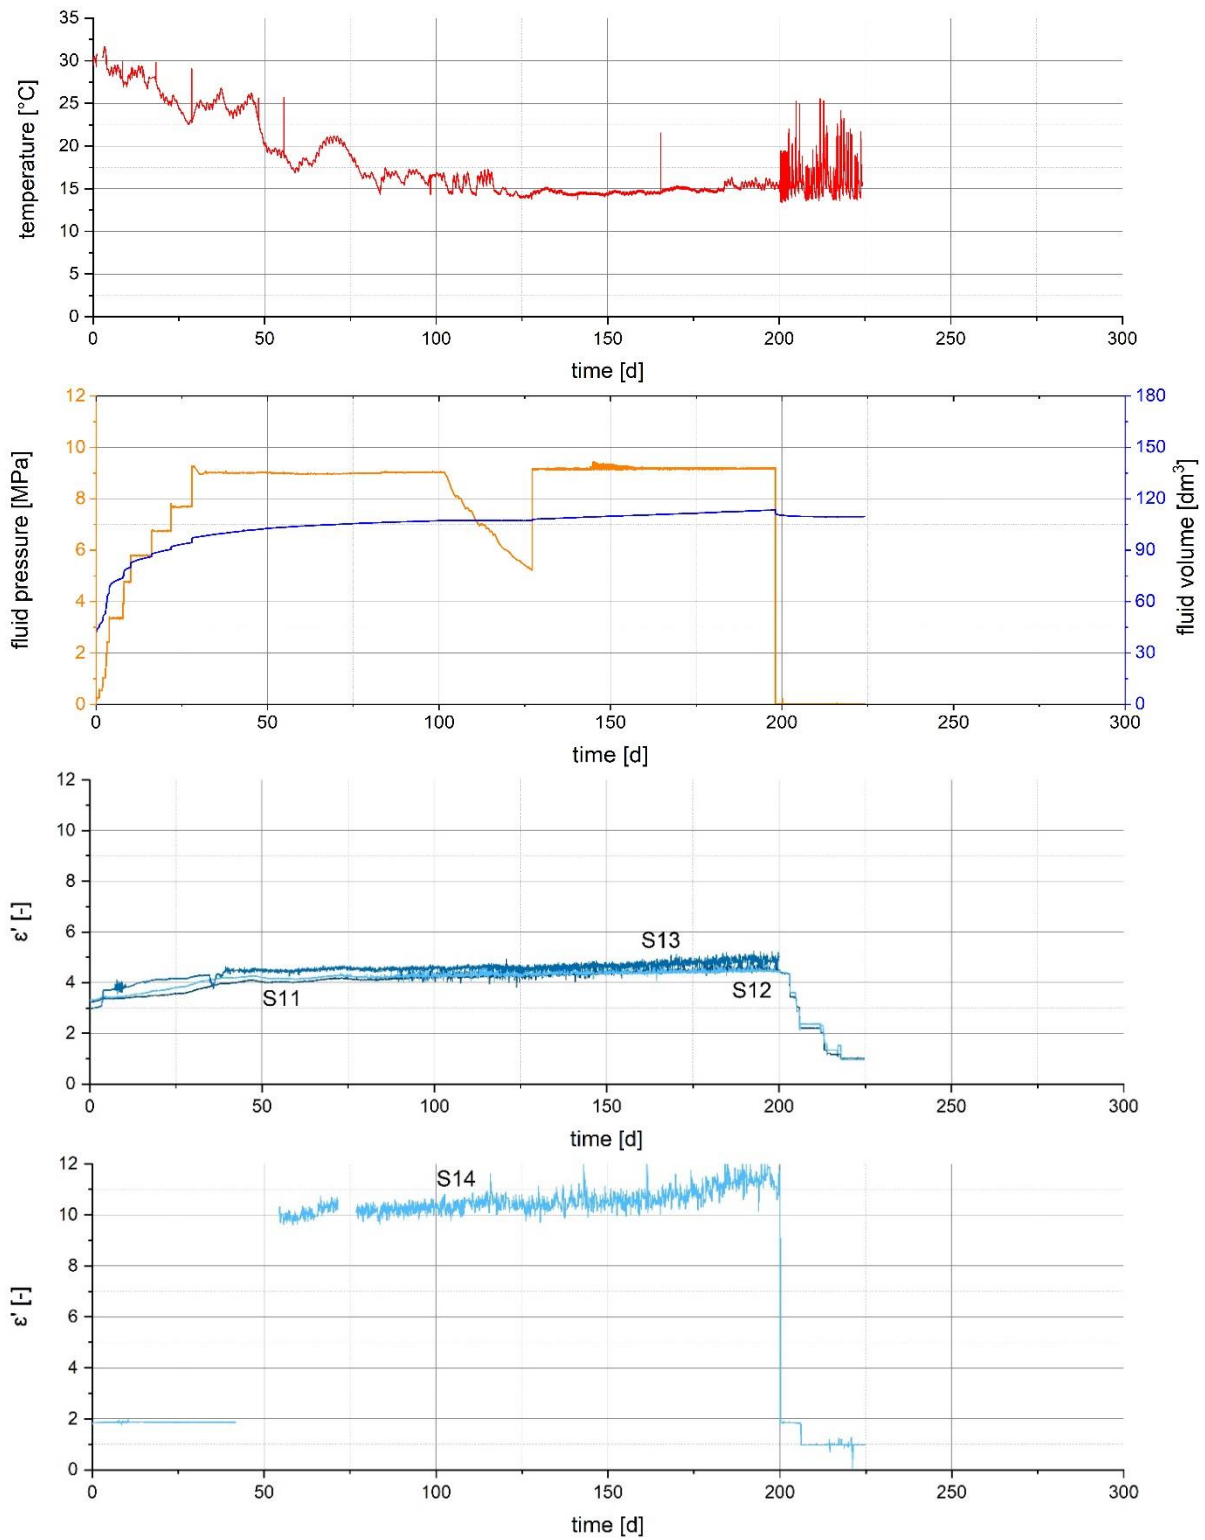 35
30
25
20
15
10
5
0
temperature [°C]
0 50 100 150 200 250 300
time [d]
12
10
8
6
4
2
0
fluid pressure [MPa]
180
150
120
90
60
30
0
fluid volume [dm³]
0 50 100 150 200 250 300
time [d]
12
10
8
6
4
2
0
ε' [-]
S13
S11
S12
0 50 100 150 200 250 300
time [d]
12
10
8
6
4
2
0
ε' [-]
S14
0 50 100 150 200 250 300
time [d]